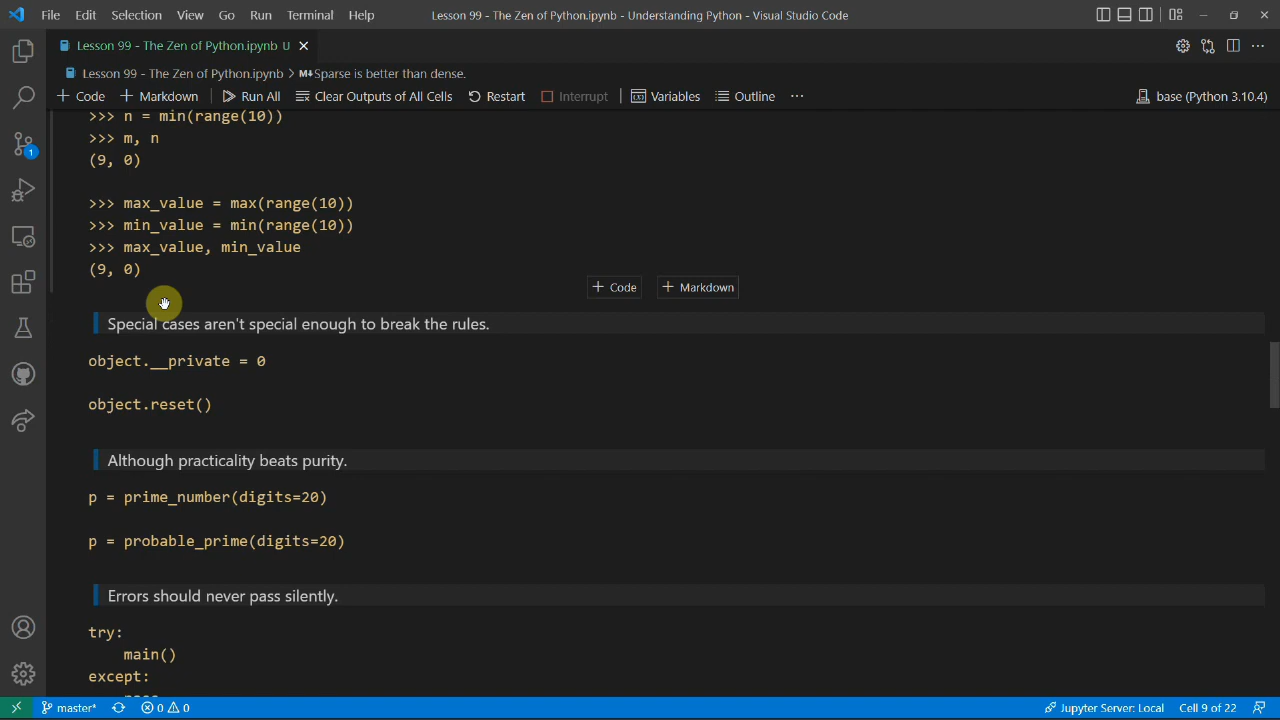 File Edit Selection View Go Run Terminal Help Lesson 99 - The Zen of Python.ipynb - Understanding Python - Visual Studio Code
Lesson 99 - The Zen of Python.ipynb U
Lesson 99 - The Zen of Python.ipynb > M↓Sparse is better than dense.
+ Code + Markdown Run All Clear Outputs of All Cells Restart Interrupt Variables Outline ··· base (Python 3.10.4)
>>> n = min(range(10))
>>> m, n
(9, 0)
>>> max_value = max(range(10))
>>> min_value = min(range(10))
>>> max_value, min_value
(9, 0)
+ Code + Markdown
Special cases aren't special enough to break the rules.
object.__private = 0
object.reset()
Although practicality beats purity.
p = prime_number(digits=20)
p = probable_prime(digits=20)
Errors should never pass silently.
try:
main()
except:
pass
1
master* 0 0 Jupyter Server: Local Cell 9 of 22